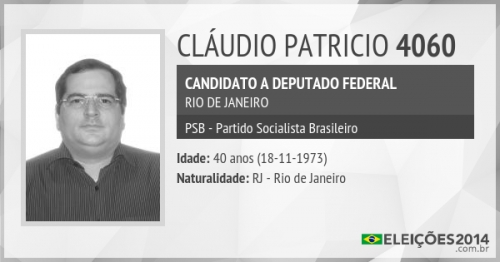 CLÁUDIO PATRICIO 4060
CANDIDATO A DEPUTADO FEDERAL
RIO DE JANEIRO
PSB - Partido Socialista Brasileiro
Idade: 40 anos (18-11-1973)
Naturalidade: RJ - Rio de Janeiro
ELEIÇÕES2014
.com.br